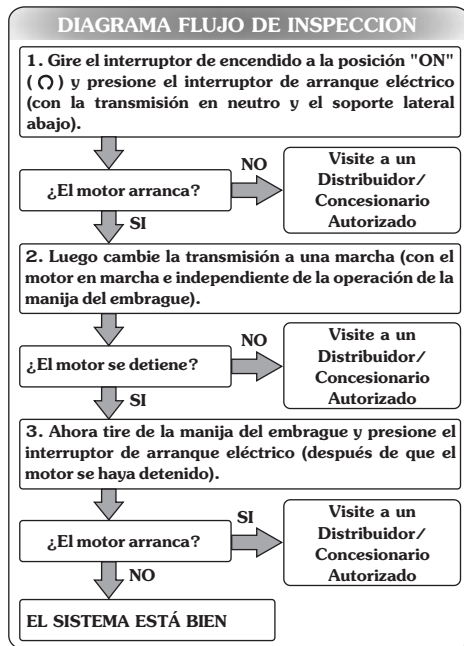 DIAGRAMA FLUJO DE INSPECCION
1. Gire el interruptor de encendido a la posición "ON"
( ) y presione el interruptor de arranque eléctrico
(con la transmisión en neutro y el soporte lateral
abajo).
¿El motor arranca?
NO
Visite a un
Distribuidor/
Concesionario
Autorizado
SI
2. Luego cambie la transmisión a una marcha (con el
motor en marcha e independiente de la operación de la
manija del embrague).
¿El motor se detiene?
NO
Visite a un
Distribuidor/
Concesionario
Autorizado
SI
3. Ahora tire de la manija del embrague y presione el
interruptor de arranque eléctrico (después de que el
motor se haya detenido).
¿El motor arranca?
SI
Visite a un
Distribuidor/
Concesionario
Autorizado
NO
EL SISTEMA ESTÁ BIEN